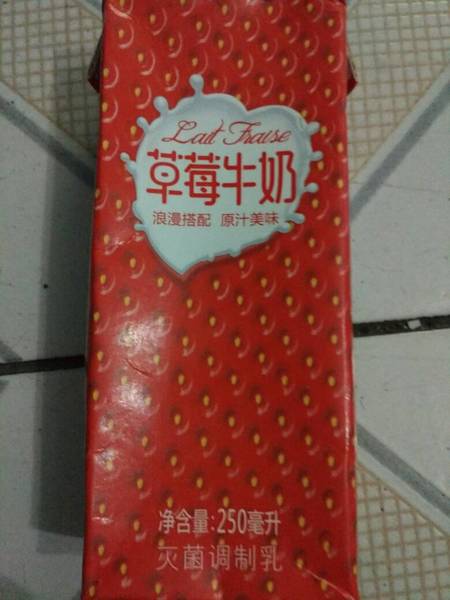 Lait Fraise
草莓牛奶
浪漫搭配 原汁美味
净含量:250毫升
灭菌调制乳